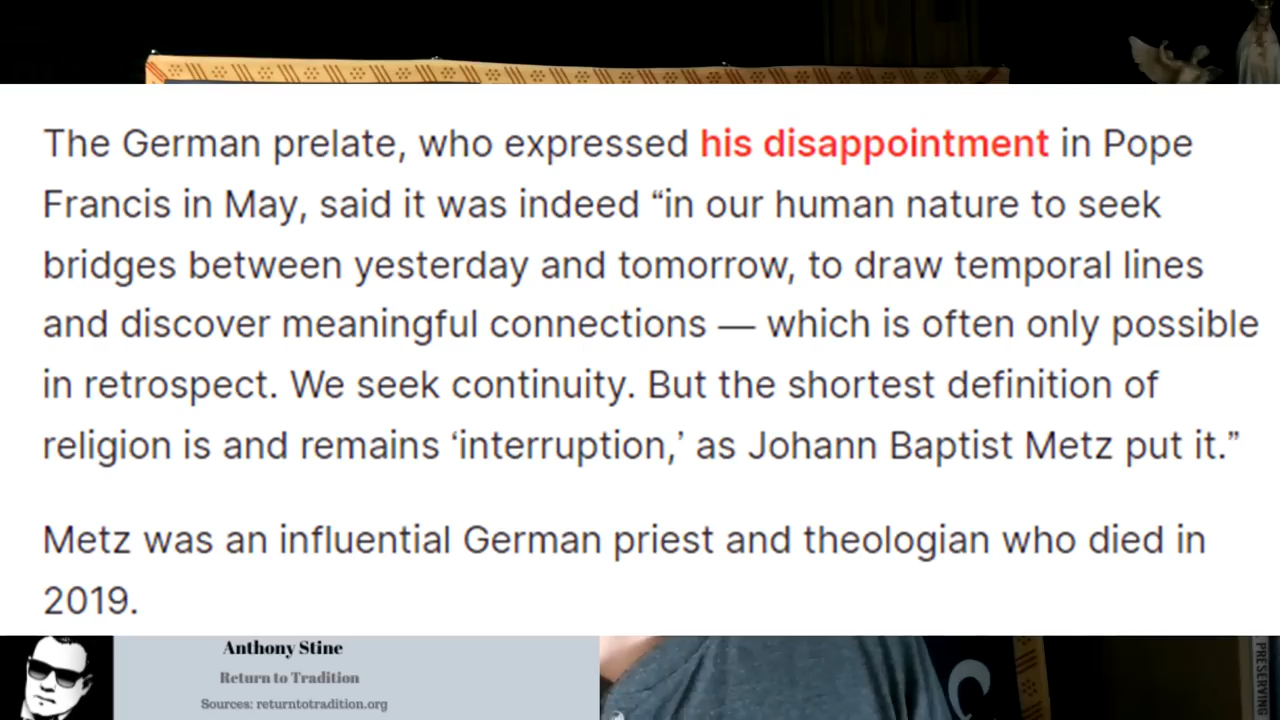 The German prelate, who expressed his disappointment in Pope
Francis in May, said it was indeed “in our human nature to seek
bridges between yesterday and tomorrow, to draw temporal lines
and discover meaningful connections — which is often only possible
in retrospect. We seek continuity. But the shortest definition of
religion is and remains ‘interruption,’ as Johann Baptist Metz put it.”
Metz was an influential German priest and theologian who died in
2019.
Anthony Stine
Return to Tradition
Sources: returntotradition.org
PRESERVING